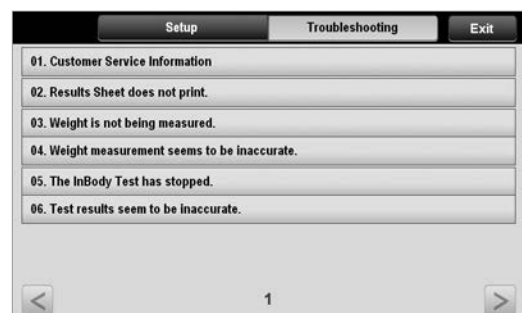 Setup Troubleshooting Exit
01. Customer Service Information
02. Results Sheet does not print.
03. Weight is not being measured.
04. Weight measurement seems to be inaccurate.
05. The InBody Test has stopped.
06. Test results seem to be inaccurate.
< 1 >